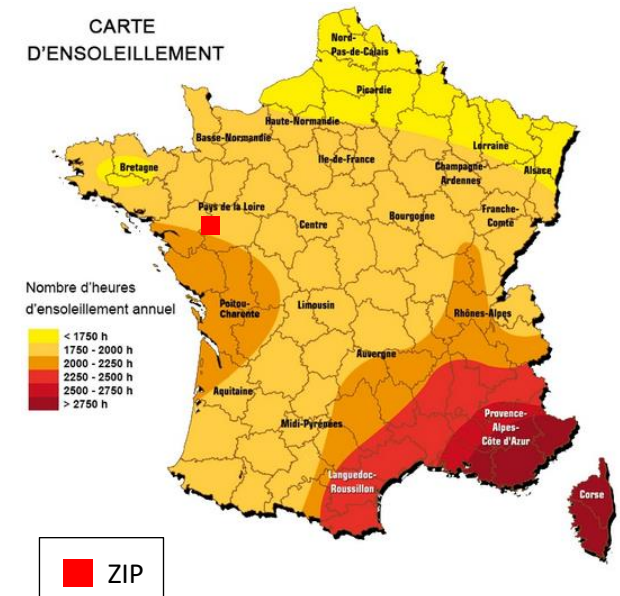 CARTE
D'ENSOLEILLEMENT
Nord-
Pas-de-Calais
Picardie
Haute-Normandie
Basse-Normandie
Ile-de-France
Lorraine
Champagne-
Ardennes
Alsace
Bretagne
Pays de la Loire
Centre
Bourgogne
Franche-
Comté
Nombre d'heures
d'ensoleillement annuel
< 1750 h
1750 - 2000 h
2000 - 2250 h
2250 - 2500 h
2500 - 2750 h
> 2750 h
Poitou-
Charente
Limousin
Rhônes-Alpes
Auvergne
Aquitaine
Midi-Pyrénées
Provence-
Alpes-
Côte d'Azur
Languedoc-
Roussillon
Corse
ZIP